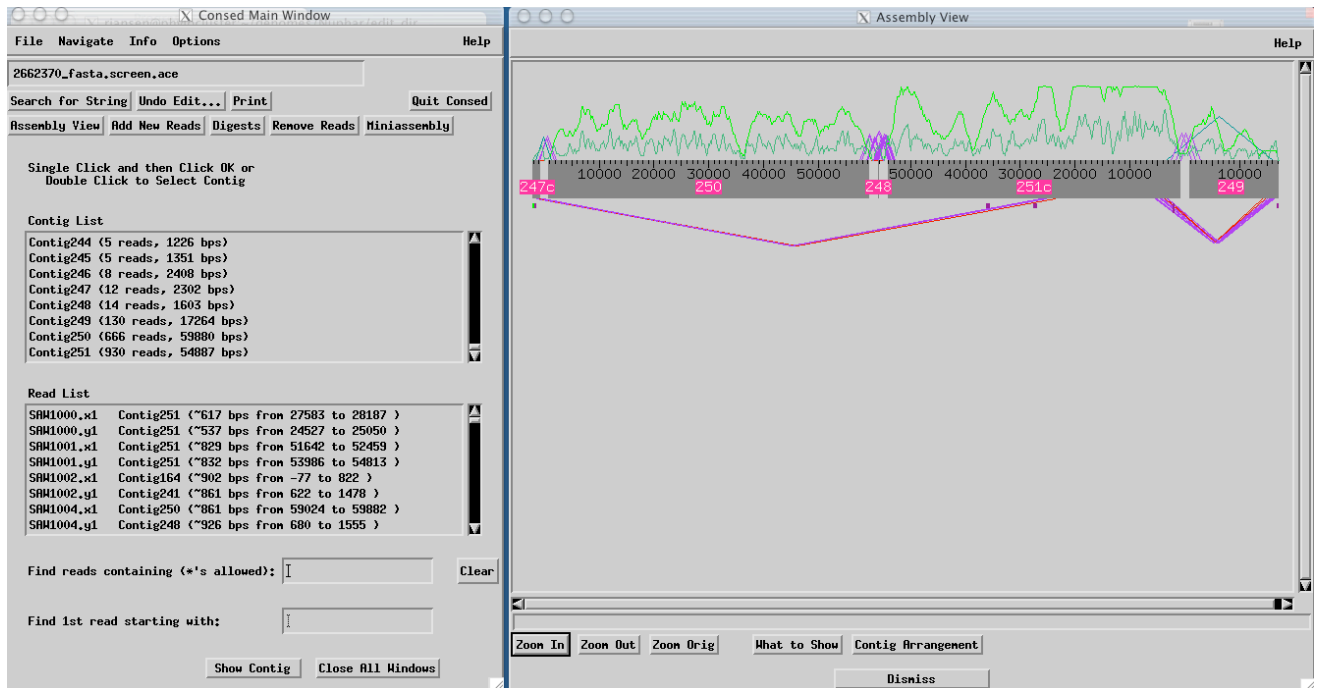 Consed Main Window
File Navigate Info Options Help
2662370_fasta.screen.ace
Search for String Undo Edit... Print Quit Consed
Assembly View Add New Reads Digests Remove Reads Miniassembly
Single Click and then Click OK or
Double Click to Select Contig
Contig List
Contig244 (5 reads, 1226 bps)
Contig245 (5 reads, 1351 bps)
Contig246 (8 reads, 2408 bps)
Contig247 (12 reads, 2302 bps)
Contig248 (14 reads, 1603 bps)
Contig249 (130 reads, 17264 bps)
Contig250 (666 reads, 59880 bps)
Contig251 (930 reads, 54887 bps)
Read List
SAW1000.x1 Contig251 (~617 bps from 27583 to 28187 )
SAW1000.y1 Contig251 (~537 bps from 24527 to 25050 )
SAW1001.x1 Contig251 (~829 bps from 51642 to 52459 )
SAW1001.y1 Contig251 (~832 bps from 53986 to 54813 )
SAW1002.x1 Contig164 (~902 bps from -77 to 822 )
SAW1002.y1 Contig241 (~861 bps from 622 to 1478 )
SAW1004.x1 Contig250 (~861 bps from 59024 to 59882 )
SAW1004.y1 Contig248 (~926 bps from 680 to 1555 )
Find reads containing (*'s allowed): Clear
Find 1st read starting with:
Show Contig Close All Windows
Assembly View
Help
10000 20000 30000 40000 50000 50000 40000 30000 20000 10000 10000
247c 250 248 251c 249
Zoom In Zoom Out Zoom Orig What to Show Contig Arrangement
Dismiss